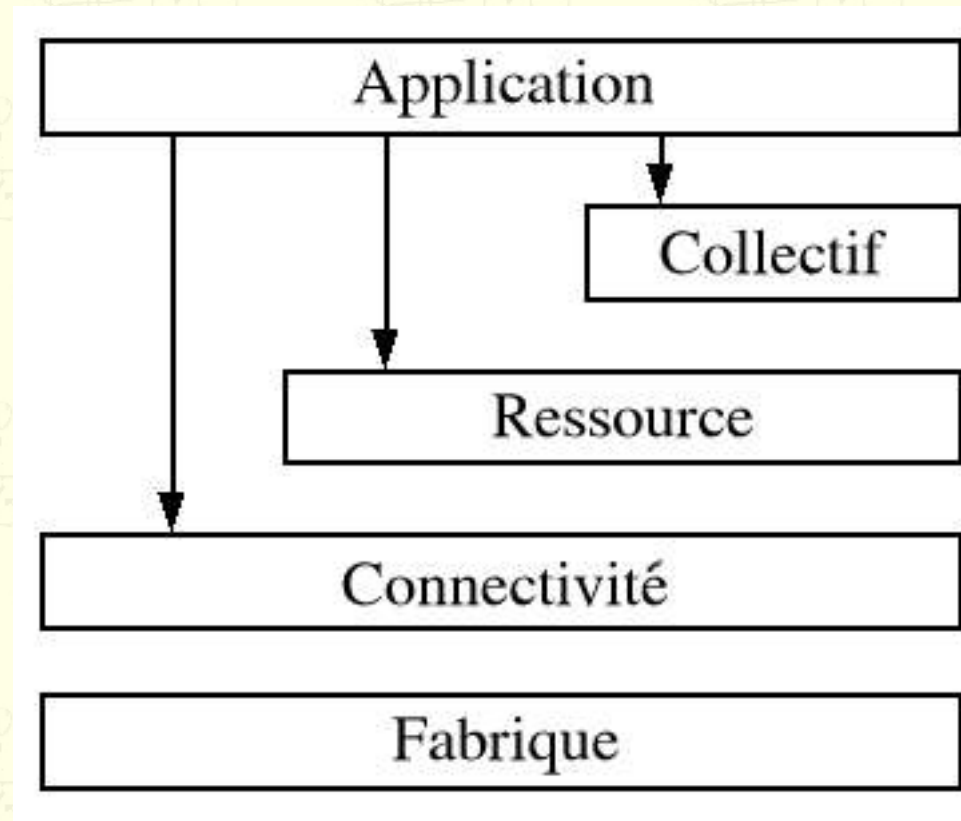 Application
Collectif
Ressource
Connectivité
Fabrique